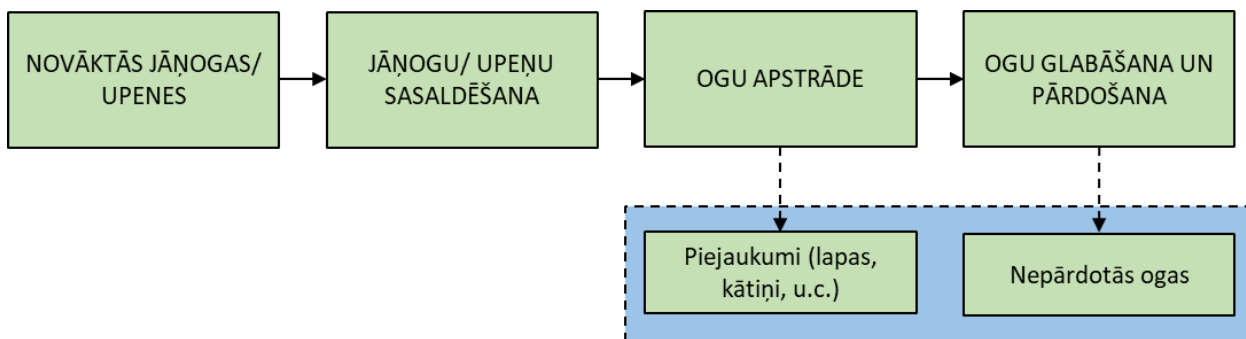 NOVĀKTĀS JĀŅOGAS/
UPENES
JĀŅOGU/ UPEŅU
SASALDĒŠANA
OGU APSTRĀDE
OGU GLABĀŠANA UN
PĀRDOŠANA
Piejaukumi (lapas,
kātiņi, u.c.)
Nepārdotās ogas